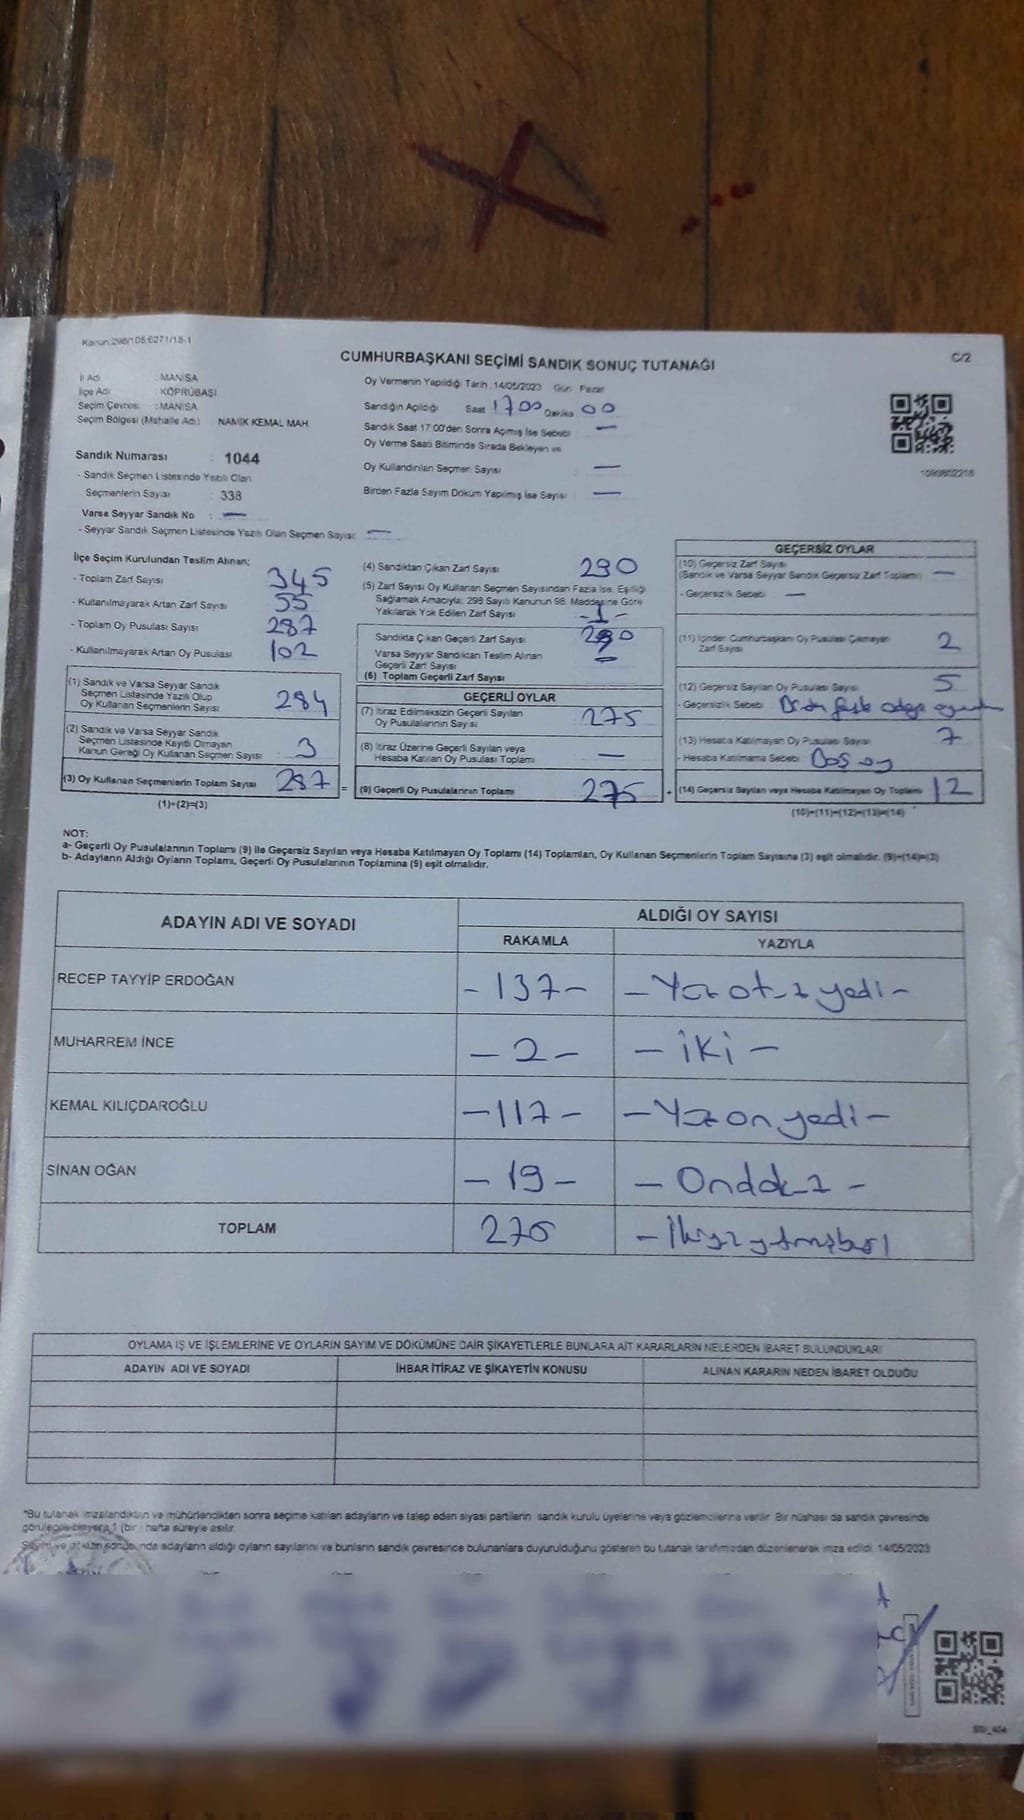 Kanun:298/105;6271/18-1
C/2
CUMHURBAŞKANI SEÇİMİ SANDIK SONUÇ TUTANAĞI
İl Adı : MANİSA
İlçe Adı : KÖPRÜBAŞI
Seçim Çevresi : MANİSA
Seçim Bölgesi (Mahalle Adı) NAMIK KEMAL MAH.
Sandık Numarası : 1044
- Sandık Seçmen Listesinde Yazılı Olan
Seçmenlerin Sayısı : 338
Varsa Seyyar Sandık No : —
- Seyyar Sandık Seçmen Listesinde Yazılı Olan Seçmen Sayısı: —
Oy Vermenin Yapıldığı Tarih :14/05/2023 Gün :Pazar
Sandığın Açıldığı Saat 1700 Dakika 00
Sandık Saat 17:00'den Sonra Açılmış İse Sebebi —
Oy Verme Saati Bitiminde Sırada Bekleyen ve
Oy Kullandırılan Seçmen Sayısı —
Birden Fazla Sayım Döküm Yapılmış İse Sayısı —
İlçe Seçim Kurulundan Teslim Alınan;
- Toplam Zarf Sayısı 345
- Kullanılmayarak Artan Zarf Sayısı 55
- Toplam Oy Pusulası Sayısı 287
- Kullanılmayarak Artan Oy Pusulası 102
(1) Sandık ve Varsa Seyyar Sandık
Seçmen Listesinde Yazılı Olup
Oy Kullanan Seçmenlerin Sayısı 284
(2) Sandık ve Varsa Seyyar Sandık
Seçmen Listesinde Kayıtlı Olmayan
Kanun Gereği Oy Kullanan Seçmen Sayısı 3
(3) Oy Kullanan Seçmenlerin Toplam Sayısı 287 =
(1)+(2)=(3)
(4) Sandıktan Çıkan Zarf Sayısı 290
(5) Zarf Sayısı Oy Kullanan Seçmen Sayısından Fazla İse, Eşitliği
Sağlamak Amacıyla, 298 Sayılı Kanunun 98. Maddesine Göre
Yakılarak Yok Edilen Zarf Sayısı
Sandıkta Çıkan Geçerli Zarf Sayısı
Varsa Seyyar Sandıktan Teslim Alınan
Geçerli Zarf Sayısı
(6) Toplam Geçerli Zarf Sayısı
GEÇERLİ OYLAR
(7) İtiraz Edilmeksizin Geçerli Sayılan
Oy Pusulalarının Sayısı 275
(8) İtiraz Üzerine Geçerli Sayılan veya
Hesaba Katılan Oy Pusulası Toplamı —
(9) Geçerli Oy Pusulalarının Toplamı 275 +
GEÇERSİZ OYLAR
(10) Geçersiz Zarf Sayısı
(Sandık ve Varsa Seyyar Sandık Geçersiz Zarf Toplamı) —
- Geçersizlik Sebebi —
(11) İçinden Cumhurbaşkanı Oy Pusulası Çıkmayan
Zarf Sayısı 2
(12) Geçersiz Sayılan Oy Pusulası Sayısı 5
- Geçersizlik Sebebi
(13) Hesaba Katılmayan Oy Pusulası Sayısı 7
- Hesaba Katılmama Sebebi Boş oy
(14) Geçersiz Sayılan veya Hesaba Katılmayan Oy Toplamı 12
(10)+(11)+(12)+(13)=(14)
NOT:
a- Geçerli Oy Pusulalarının Toplamı (9) ile Geçersiz Sayılan veya Hesaba Katılmayan Oy Toplamı (14) Toplamları, Oy Kullanan Seçmenlerin Toplam Sayısına (3) eşit olmalıdır. (9)+(14)=(3)
b- Adayların Aldığı Oyların Toplamı, Geçerli Oy Pusulalarının Toplamına (9) eşit olmalıdır.
ADAYIN ADI VE SOYADI ALDIĞI OY SAYISI
RAKAMLA YAZIYLA
RECEP TAYYİP ERDOĞAN - 137 - - Yüz otuz yedi -
MUHARREM İNCE - 2 - - iki -
KEMAL KILIÇDAROĞLU - 117 - - Yüz on yedi -
SİNAN OĞAN - 19 - - Ondokuz -
TOPLAM 275 - İkiyüzyetmişbeş
OYLAMA İŞ VE İŞLEMLERİNE VE OYLARIN SAYIM VE DÖKÜMÜNE DAİR ŞİKAYETLERLE BUNLARA AİT KARARLARIN NELERDEN İBARET BULUNDUKLARI
ADAYIN ADI VE SOYADI İHBAR İTİRAZ VE ŞİKAYETİN KONUSU ALINAN KARARIN NEDEN İBARET OLDUĞU
*Bu tutanak imzalandıktan ve mühürlendikten sonra seçime katılan adayların ve talep eden siyasi partilerin sandık kurulu üyelerine veya gözlemcilerine verilir. Bir nüshası da sandık çevresinde
görülebilir biryere 1 (bir) hafta süreyle asılır.
Sayım ve döküm sonucunda adayların aldığı oyların sayılarını ve bunların sandık çevresinde bulunanlara duyurulduğunu gösteren bu tutanak tarafımızdan düzenlenerek imza edildi. 14/05/2023